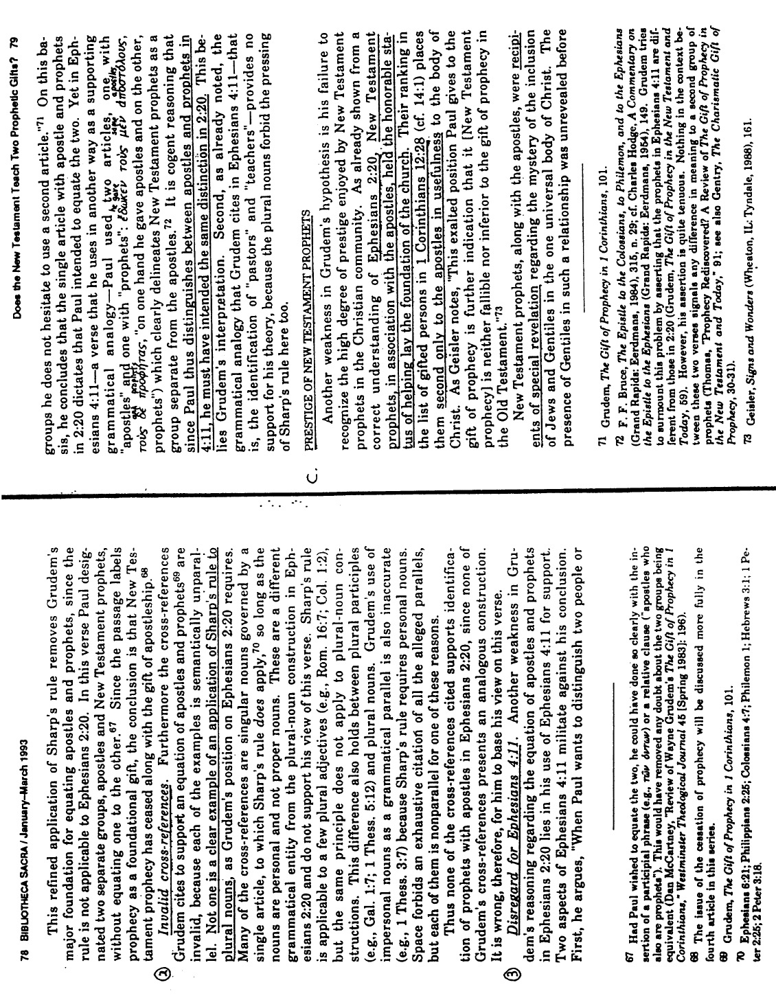 78 BIBLIOTHECA SACRA / January–March 1993
This refined application of Sharp's rule removes Grudem's
major foundation for equating apostles and prophets, since the
rule is not applicable to Ephesians 2:20. In this verse Paul desig-
nated two separate groups, apostles and New Testament prophets,
without equating one to the other.67 Since the passage labels
prophecy as a foundational gift, the conclusion is that New Tes-
tament prophecy has ceased along with the gift of apostleship.68
② Invalid cross-references. Furthermore the cross-references
Grudem cites to support an equation of apostles and prophets69 are
invalid, because each of the examples is semantically unparal-
lel. Not one is a clear example of an application of Sharp's rule to
plural nouns, as Grudem's position on Ephesians 2:20 requires.
Many of the cross-references are singular nouns governed by a
single article, to which Sharp's rule does apply,70 so long as the
nouns are personal and not proper nouns. These are a different
grammatical entity from the plural-noun construction in Eph-
esians 2:20 and do not support his view of this verse. Sharp's rule
is applicable to a few plural adjectives (e.g., Rom. 16:7; Col. 1:2),
but the same principle does not apply to plural-noun con-
structions. This difference also holds between plural participles
(e.g., Gal. 1:7; 1 Thess. 5:12) and plural nouns. Grudem's use of
impersonal nouns as a grammatical parallel is also inaccurate
(e.g., 1 Thess. 3:7) because Sharp's rule requires personal nouns.
Space forbids an exhaustive citation of all the alleged parallels,
but each of them is nonparallel for one of these reasons.
Thus none of the cross-references cited supports identifica-
tion of prophets with apostles in Ephesians 2:20, since none of
Grudem's cross-references presents an analogous construction.
It is wrong, therefore, for him to base his view on this verse.
③ Disregard for Ephesians 4:11. Another weakness in Gru-
dem's reasoning regarding the equation of apostles and prophets
in Ephesians 2:20 lies in his use of Ephesians 4:11 for support.
Two aspects of Ephesians 4:11 militate against his conclusion.
First, he argues, "When Paul wants to distinguish two people or
67 Had Paul wished to equate the two, he could have done so clearly with the in-
sertion of a participial phrase (e.g., τῶν ὄντων) or a relative clause ("apostles who
also are prophets"). This would have removed any doubt about the two groups being
equivalent (Dan McCartney, "Review of Wayne Grudem's The Gift of Prophecy in 1
Corinthians," Westminster Theological Journal 45 [Spring 1983]: 196).
68 The issue of the cessation of prophecy will be discussed more fully in the
fourth article in this series.
69 Grudem, The Gift of Prophecy in 1 Corinthians, 101.
70 Ephesians 6:21; Philippians 2:25; Colossians 4:7; Philemon 1; Hebrews 3:1; 1 Pe-
ter 2:25; 2 Peter 3:18.
Does the New Testament Teach Two Prophetic Gifts? 79
groups he does not hesitate to use a second article."71 On this ba-
sis, he concludes that the single article with apostle and prophets
in 2:20 dictates that Paul intended to equate the two. Yet in Eph-
esians 4:11—a verse that he used another way as a supporting
grammatical analogy—Paul used two articles, one with
he gave some apostles,
"apostles" and one with "prophets": ἔδωκεν τοὺς μὲν ἀποστόλους,
and prophets
τοὺς δὲ προφήτας, "on one hand he gave apostles and on the other,
prophets") which clearly delineates New Testament prophets as a
group separate from the apostles.72 It is cogent reasoning that
since Paul thus distinguishes between apostles and prophets in
4:11, he must have intended the same distinction in 2:20. This be-
lies Grudem's interpretation. Second, as already noted, the
grammatical analogy that Grudem cites in Ephesians 4:11—that
is, the identification of "pastors" and "teachers"—provides no
support for his theory, because the plural nouns forbid the pressing
of Sharp's rule here too.
C. PRESTIGE OF NEW TESTAMENT PROPHETS
Another weakness in Grudem's hypothesis is his failure to
recognize the high degree of prestige enjoyed by New Testament
prophets in the Christian community. As already shown from a
correct understanding of Ephesians 2:20, New Testament
prophets, in association with the apostles, held the honorable sta-
tus of helping lay the foundation of the church. Their ranking in
the list of gifted persons in 1 Corinthians 12:28 (cf. 14:1) places
them second only to the apostles in usefulness to the body of
Christ. As Geisler notes, "This exalted position Paul gives to the
gift of prophecy is further indication that it [New Testament
prophecy] is neither fallible nor inferior to the gift of prophecy in
the Old Testament."73
New Testament prophets, along with the apostles, were recipi-
ents of special revelation regarding the mystery of the inclusion
of Jews and Gentiles in the one universal body of Christ. The
presence of Gentiles in such a relationship was unrevealed before
71 Grudem, The Gift of Prophecy in 1 Corinthians, 101.
72 F. F. Bruce, The Epistle to the Colossians, to Philemon, and to the Ephesians
(Grand Rapids: Eerdmans, 1984), 315, n. 29; cf. Charles Hodge, A Commentary on
the Epistle to the Ephesians (Grand Rapids: Eerdmans, 1954), 149. Grudem tries
to surmount this problem by asserting that the prophets in Ephesians 4:11 are dif-
ferent from those in 2:20 (Grudem, The Gift of Prophecy in the New Testament and
Today, 59). However, his assertion is quite tenuous. Nothing in the context be-
tween these two verses signals any difference in meaning to a second group of
prophets (Thomas, "Prophecy Rediscovered? A Review of The Gift of Prophecy in
the New Testament and Today," 91; see also Gentry, The Charismatic Gift of
Prophecy, 30-31).
73 Geisler, Signs and Wonders (Wheaton, IL: Tyndale, 1988), 161.